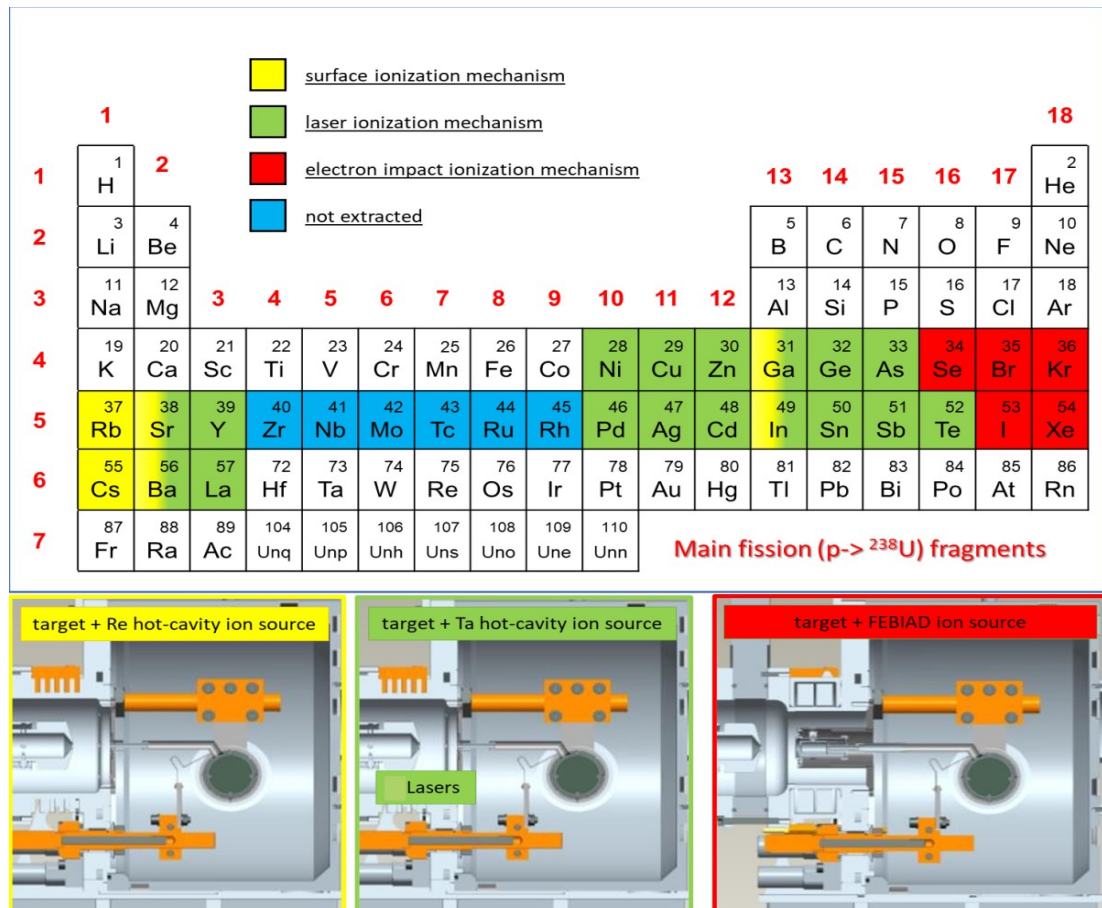 surface ionization mechanism
laser ionization mechanism
electron impact ionization mechanism
not extracted
1 18
1 1 2 13 14 15 16 17 2
H He
2 3 4 5 6 7 8 9 10
Li Be B C N O F Ne
3 11 12 3 4 5 6 7 8 9 10 11 12 13 14 15 16 17 18
Na Mg Al Si P S Cl Ar
4 19 20 21 22 23 24 25 26 27 28 29 30 31 32 33 34 35 36
K Ca Sc Ti V Cr Mn Fe Co Ni Cu Zn Ga Ge As Se Br Kr
5 37 38 39 40 41 42 43 44 45 46 47 48 49 50 51 52 53 54
Rb Sr Y Zr Nb Mo Tc Ru Rh Pd Ag Cd In Sn Sb Te I Xe
6 55 56 57 72 73 74 75 76 77 78 79 80 81 82 83 84 85 86
Cs Ba La Hf Ta W Re Os Ir Pt Au Hg Tl Pb Bi Po At Rn
7 87 88 89 104 105 106 107 108 109 110
Fr Ra Ac Unq Unp Unh Uns Uno Une Unn
Main fission (p-> ²³⁸U) fragments
target + Re hot-cavity ion source
target + Ta hot-cavity ion source
target + FEBIAD ion source
Lasers